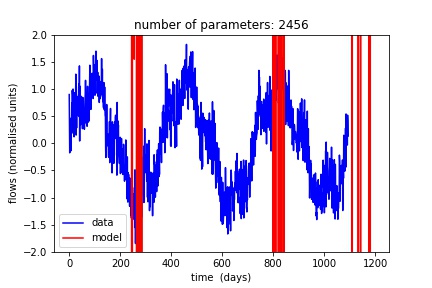 number of parameters: 2456
2.0
1.5
1.0
0.5
0.0
−0.5
−1.0
−1.5
−2.0
flows (normalised units)
data
model
0 200 400 600 800 1000 1200
time (days)